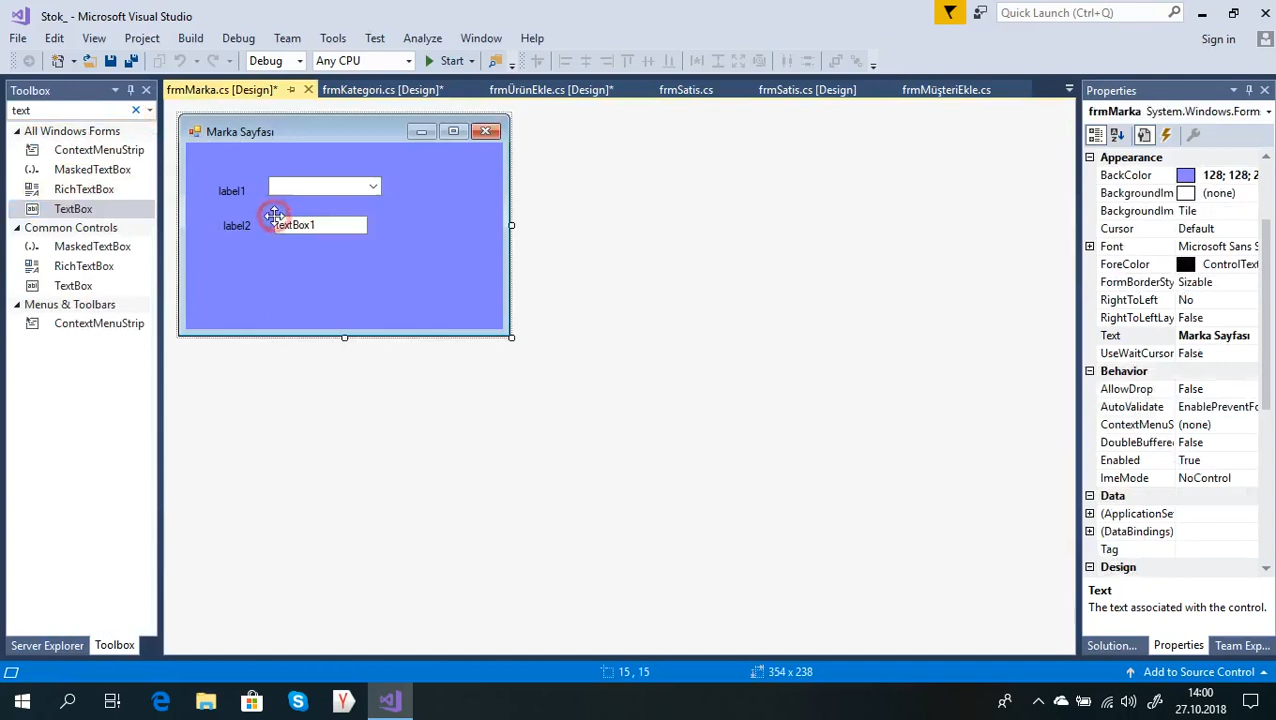 Stok_ - Microsoft Visual Studio
Quick Launch (Ctrl+Q)
File Edit View Project Build Debug Team Tools Test Analyze Window Help
Sign in
Debug Any CPU Start
Toolbox
text
All Windows Forms
ContextMenuStrip
MaskedTextBox
RichTextBox
TextBox
Common Controls
MaskedTextBox
RichTextBox
TextBox
Menus & Toolbars
ContextMenuStrip
Server Explorer Toolbox
frmMarka.cs [Design]* frmKategori.cs [Design]* frmÜrünEkle.cs [Design]* frmSatis.cs frmSatis.cs [Design] frmMüşteriEkle.cs
Marka Sayfası
label1
label2 textBox1
Properties
frmMarka System.Windows.Form
Appearance
BackColor 128; 128; 2
BackgroundIm (none)
BackgroundIm Tile
Cursor Default
Font Microsoft Sans S
ForeColor ControlText
FormBorderSty Sizable
RightToLeft No
RightToLeftLay False
Text Marka Sayfası
UseWaitCursor False
Behavior
AllowDrop False
AutoValidate EnablePreventFo
ContextMenuS (none)
DoubleBuffere False
Enabled True
ImeMode NoControl
Data
(ApplicationSe
(DataBindings)
Tag
Design
Text
The text associated with the control.
Solution... Properties Team Exp...
15 , 15 354 x 238 Add to Source Control
14:00
27.10.2018